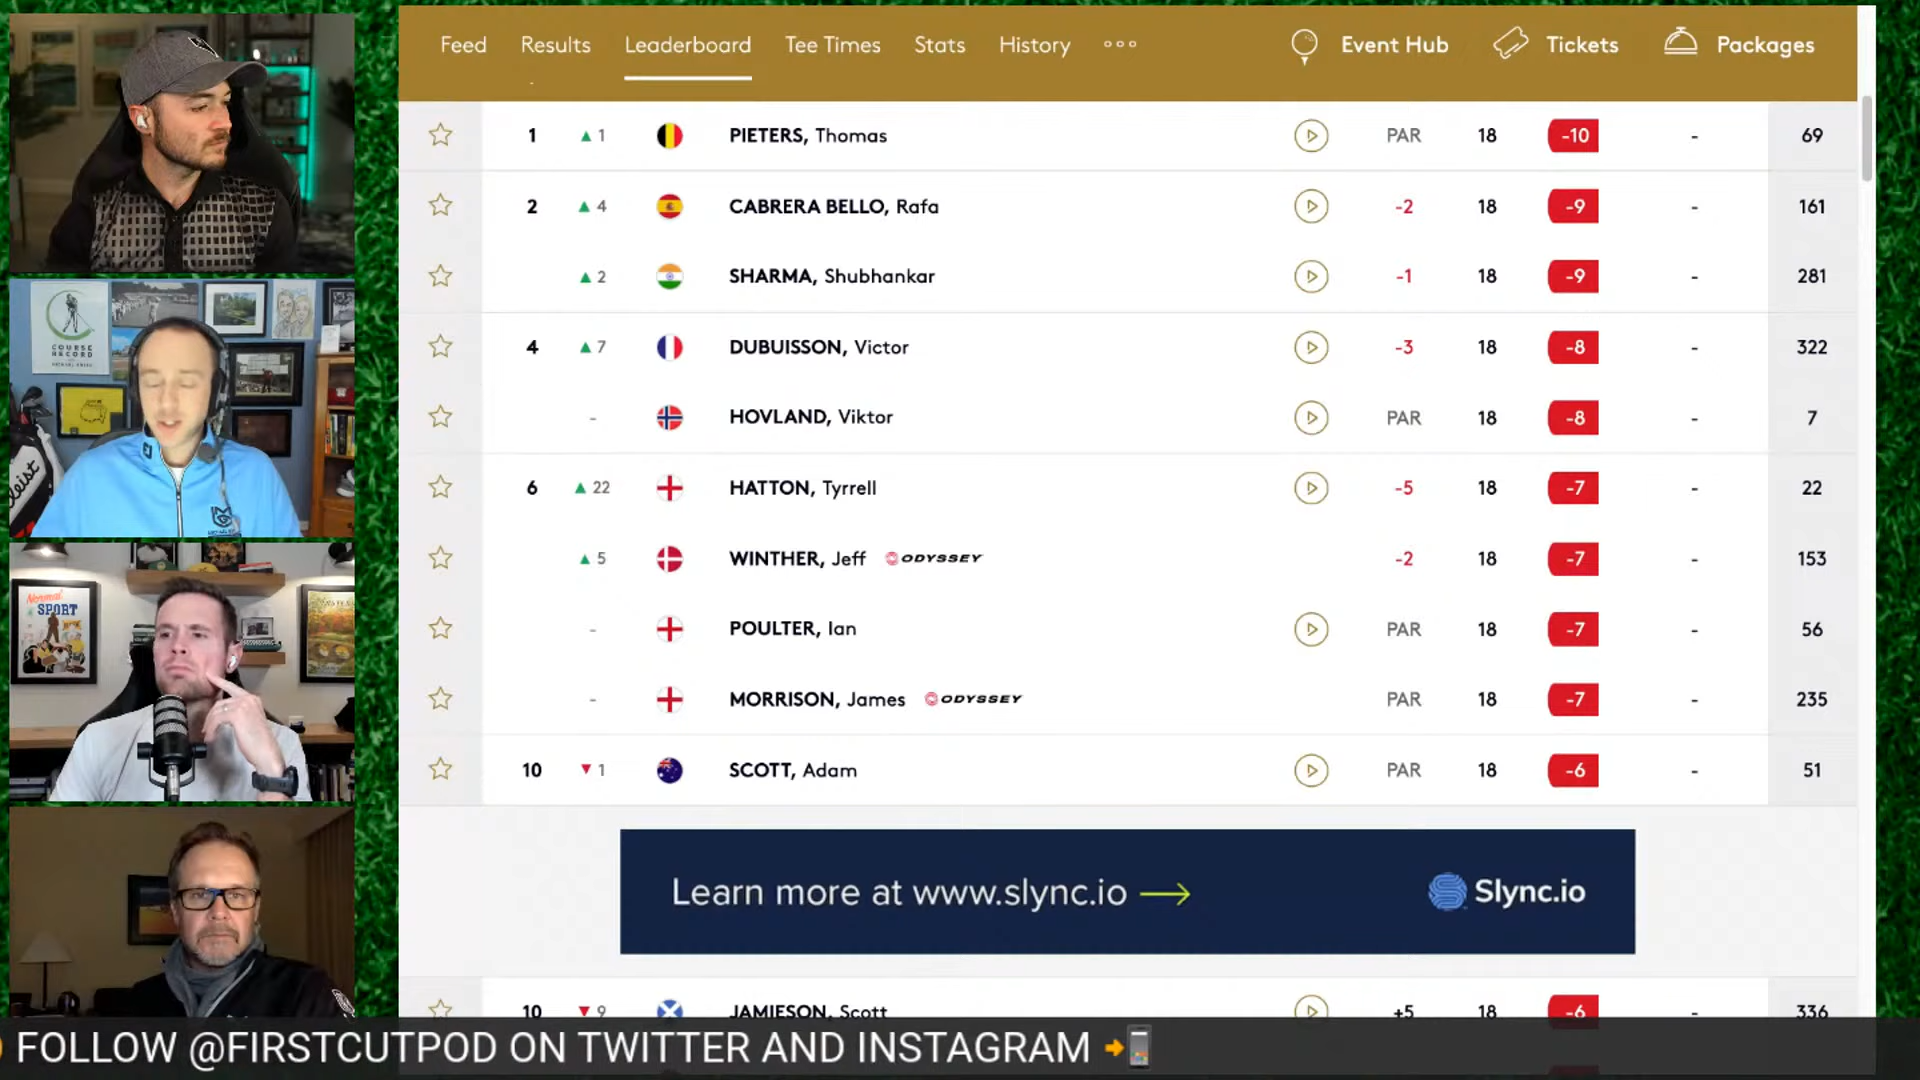 Feed Results Leaderboard Tee Times Stats History Event Hub Tickets Packages
1 ▲ 1 PIETERS, Thomas PAR 18 -10 - 69
2 ▲ 4 CABRERA BELLO, Rafa -2 18 -9 - 161
▲ 2 SHARMA, Shubhankar -1 18 -9 - 281
4 ▲ 7 DUBUISSON, Victor -3 18 -8 - 322
- HOVLAND, Viktor PAR 18 -8 - 7
6 ▲ 22 HATTON, Tyrrell -5 18 -7 - 22
▲ 5 WINTHER, Jeff ODYSSEY -2 18 -7 - 153
- POULTER, Ian PAR 18 -7 - 56
- MORRISON, James ODYSSEY PAR 18 -7 - 235
10 ▼ 1 SCOTT, Adam PAR 18 -6 - 51
Learn more at www.slync.io → Slync.io
10 ▼ 9 JAMIESON, Scott +5 18 -6 - 336
COURSE
RECORD
Normal
SPORT
FOLLOW @FIRSTCUTPOD ON TWITTER AND INSTAGRAM